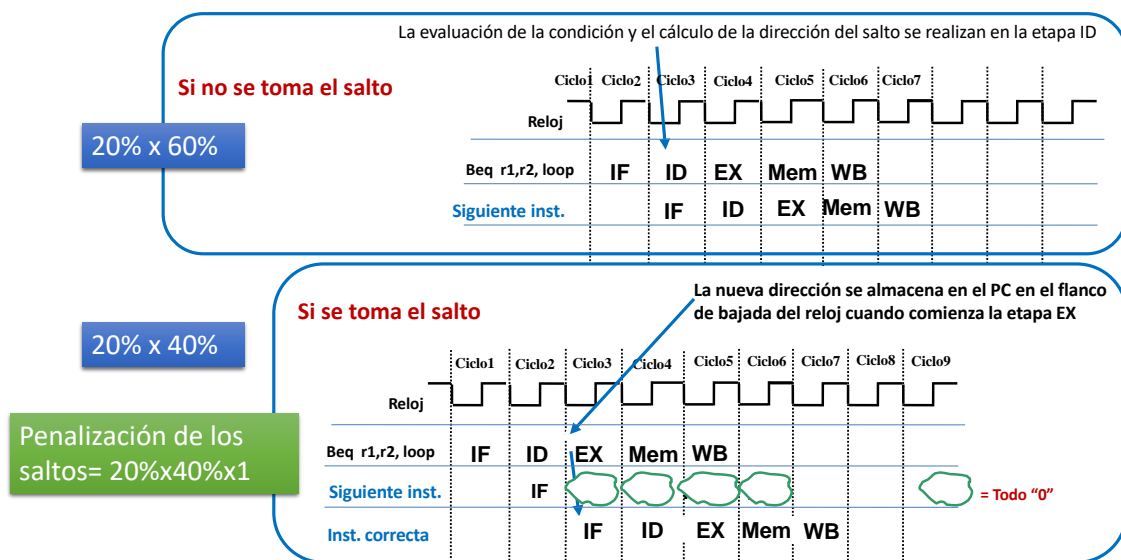 La evaluación de la condición y el cálculo de la dirección del salto se realizan en la etapa ID
Si no se toma el salto
Ciclo1 Ciclo2 Ciclo3 Ciclo4 Ciclo5 Ciclo6 Ciclo7
Reloj
20% x 60%
Beq r1,r2, loop IF ID EX Mem WB
Siguiente inst. IF ID EX Mem WB
La nueva dirección se almacena en el PC en el flanco
de bajada del reloj cuando comienza la etapa EX
Si se toma el salto
20% x 40%
Ciclo1 Ciclo2 Ciclo3 Ciclo4 Ciclo5 Ciclo6 Ciclo7 Ciclo8 Ciclo9
Reloj
Penalización de los
saltos= 20%x40%x1
Beq r1,r2, loop IF ID EX Mem WB
Siguiente inst. IF = Todo “0”
Inst. correcta IF ID EX Mem WB